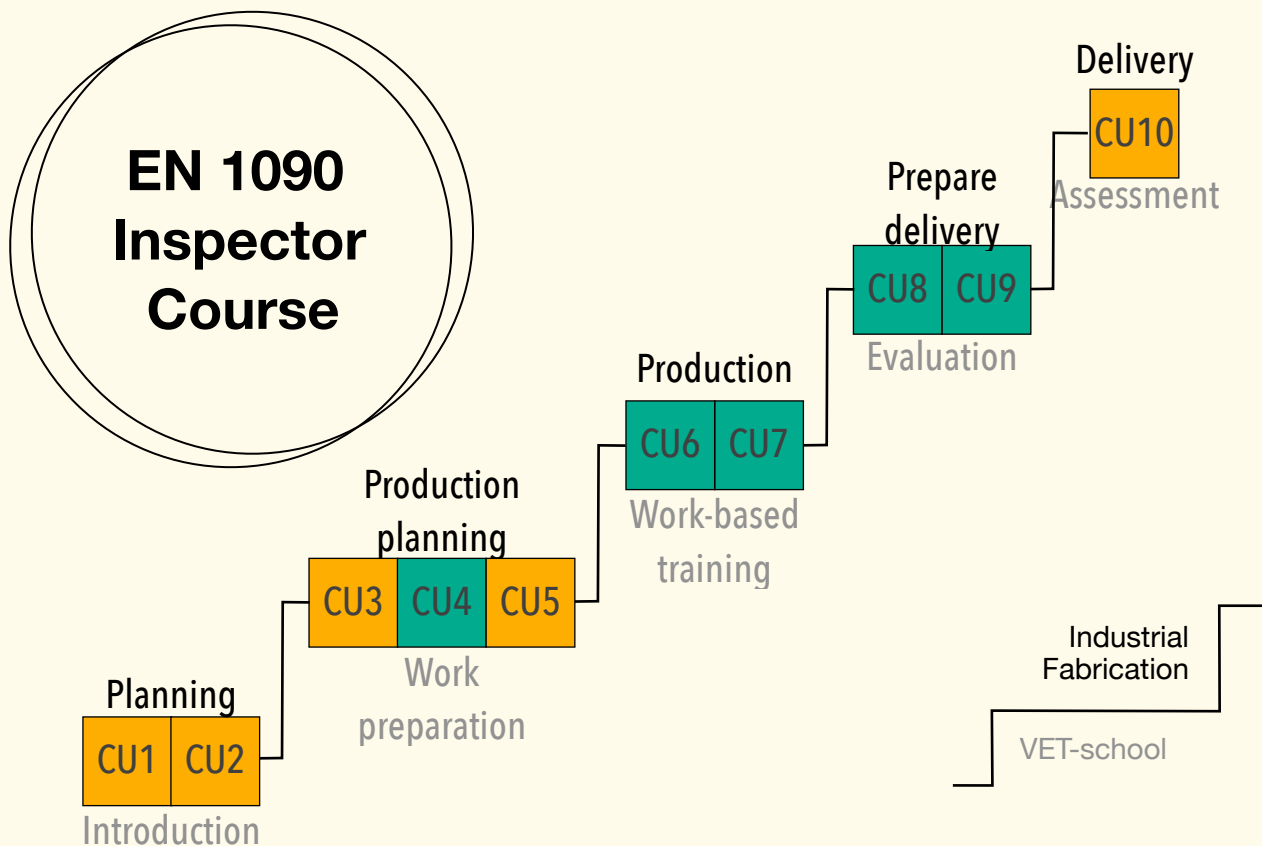 EN 1090
Inspector
Course
Delivery
CU10
Assessment
Prepare
delivery
CU8 CU9
Evaluation
Production
CU6 CU7
Work-based
training
Production
planning
CU3 CU4 CU5
Work
preparation
Planning
CU1 CU2
Introduction
Industrial
Fabrication
VET-school